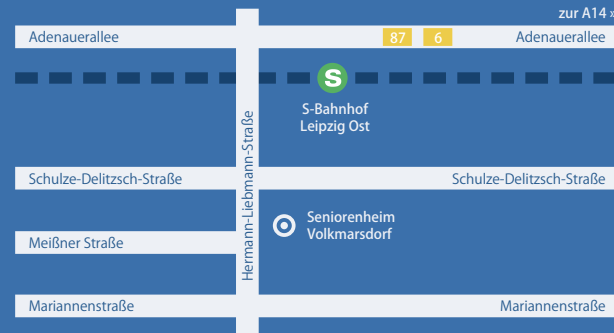 zur A14 »
Adenauerallee
87
6
Adenauerallee
S
S-Bahnhof
Leipzig Ost
Hermann-Liebmann-Straße
Schulze-Delitzsch-Straße
Schulze-Delitzsch-Straße
Seniorenheim
Volkmarsdorf
Meißner Straße
Mariannenstraße
Mariannenstraße